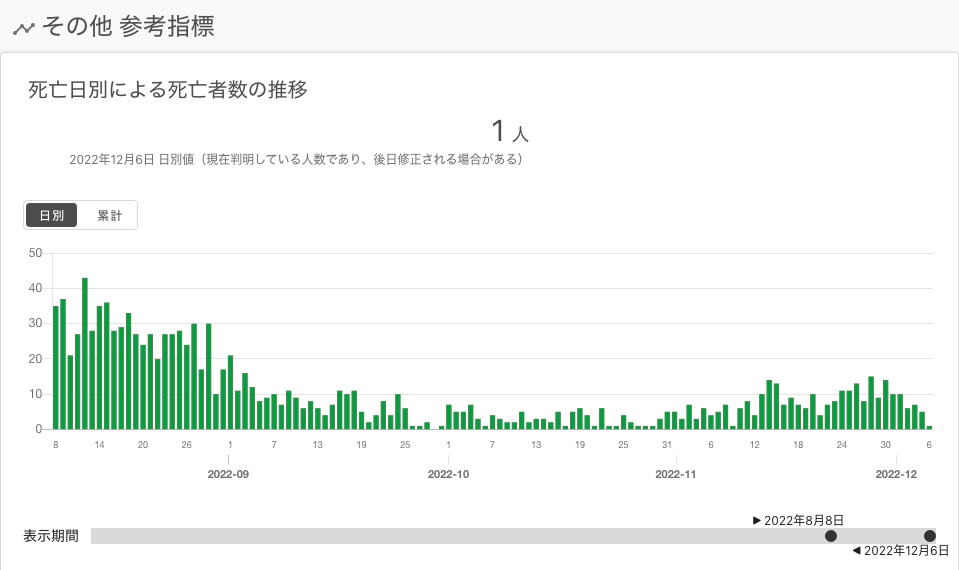 その他 参考指標
死亡日別による死亡者数の推移
1 人
2022年12月6日 日別値（現在判明している人数であり、後日修正される場合がある）
日別 累計
50
40
30
20
10
0
8 14 20 26 1 7 13 19 25 1 7 13 19 25 31 6 12 18 24 30 6
2022-09 2022-10 2022-11 2022-12
▶ 2022年8月8日
表示期間
◀ 2022年12月6日